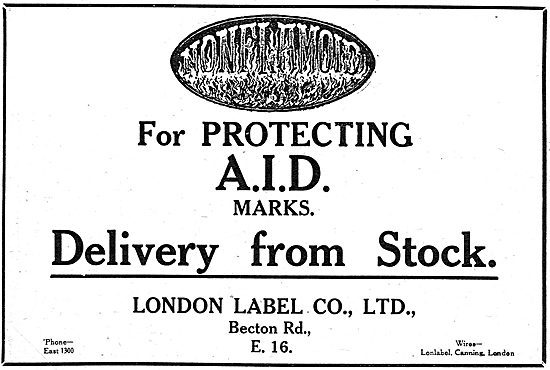 NONFLAMOID
For PROTECTING
A.I.D.
MARKS.
Delivery from Stock.
LONDON LABEL CO., LTD.,
Becton Rd.,
E. 16.
'Phone—
East 1300
Wires—
Lonlabel, Canning, London